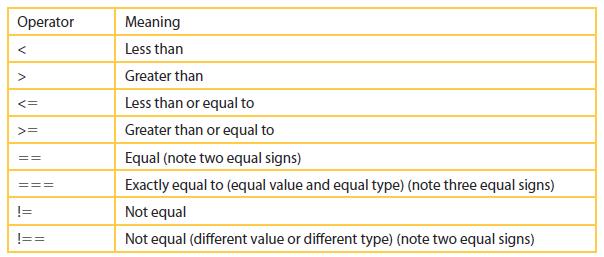 Operator Meaning
< Less than
> Greater than
<= Less than or equal to
>= Greater than or equal to
== Equal (note two equal signs)
=== Exactly equal to (equal value and equal type) (note three equal signs)
!= Not equal
!== Not equal (different value or different type) (note two equal signs)